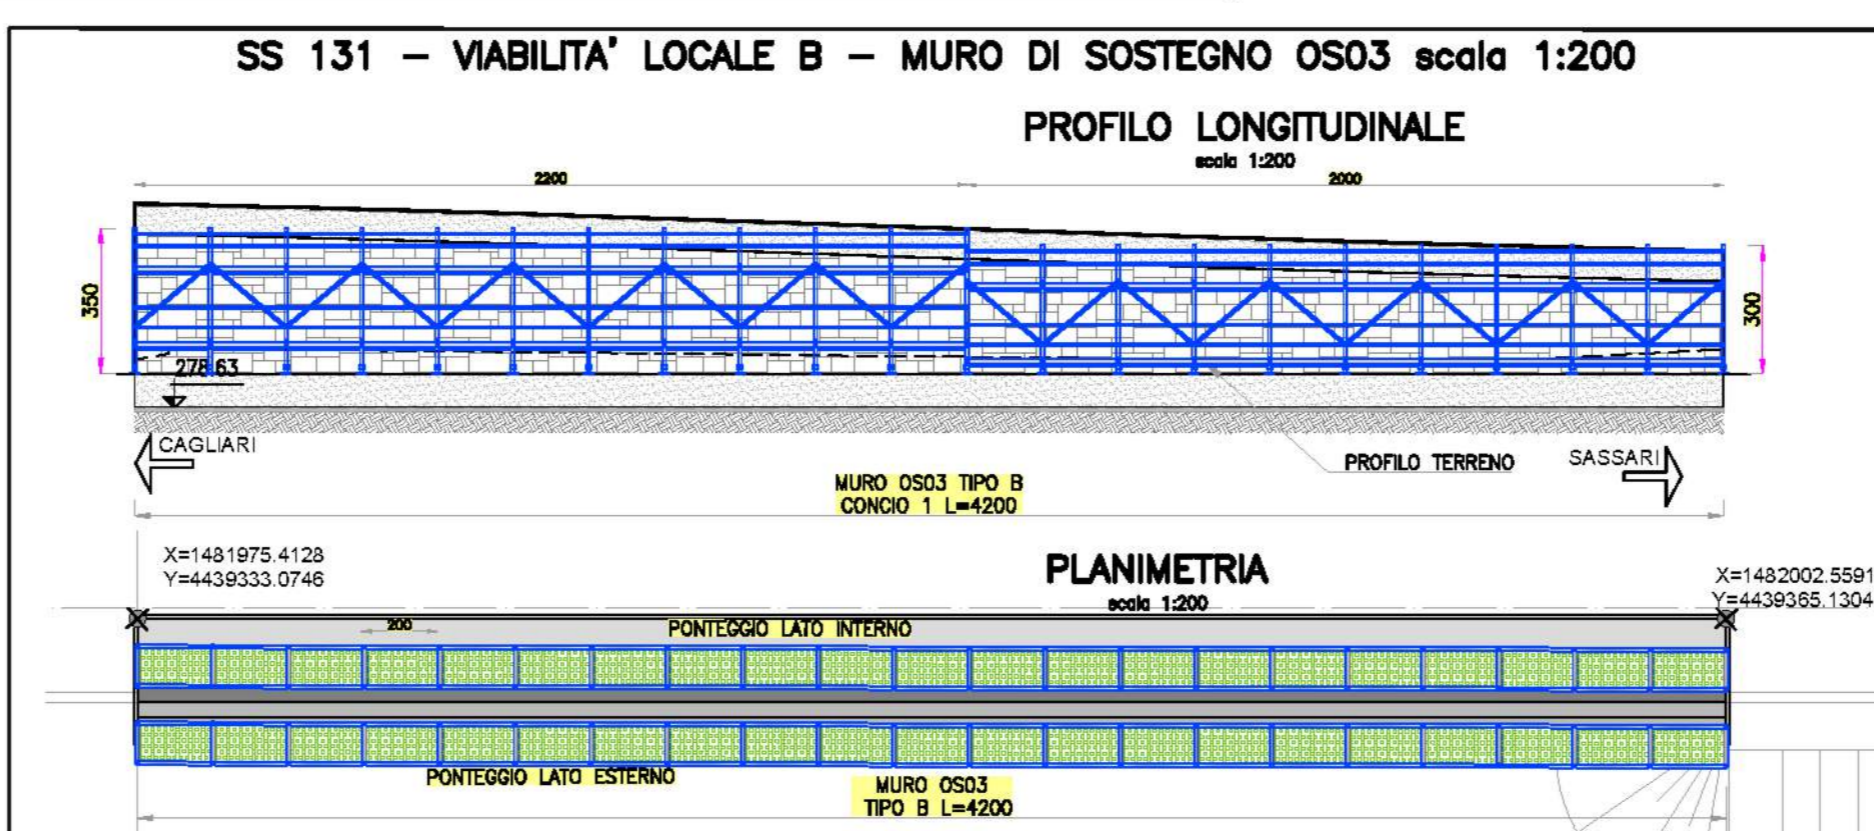 SS 131 – VIABILITA' LOCALE B – MURO DI SOSTEGNO OS03 scala 1:200
PROFILO LONGITUDINALE
scala 1:200
2200
2000
350
300
278.63
CAGLIARI
PROFILO TERRENO
SASSARI
MURO OS03 TIPO B
CONCIO 1 L=4200
X=1481975.4128
Y=4439333.0746
PLANIMETRIA
scala 1:200
X=1482002.5591
Y=4439365.1304
200
PONTEGGIO LATO INTERNO
PONTEGGIO LATO ESTERNO
MURO OS03
TIPO B L=4200